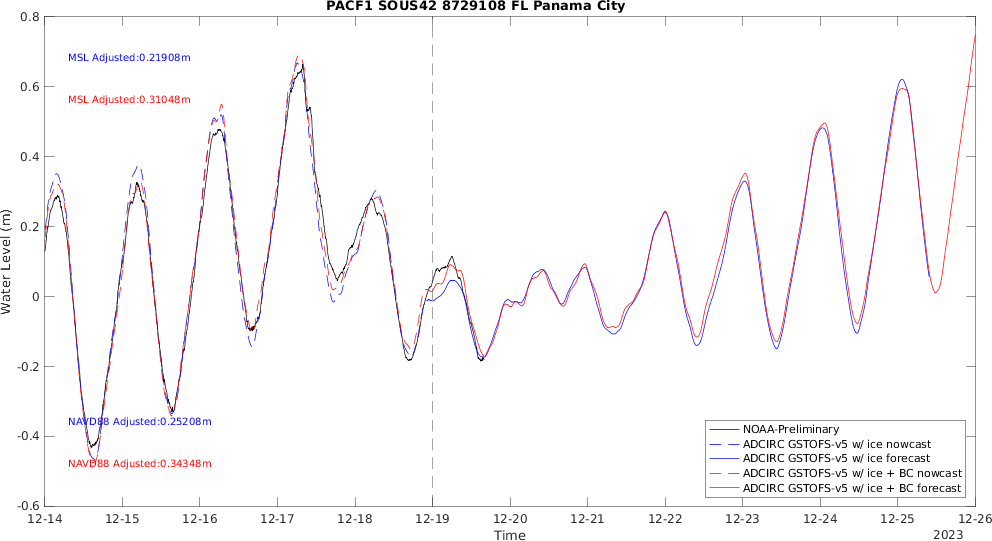 PACF1 SOUS42 8729108 FL Panama City
0.8
MSL Adjusted:0.21908m
0.6
MSL Adjusted:0.31048m
0.4
0.2
Water Level (m)
0
-0.2
NAVD88 Adjusted:0.25208m
-0.4
NAVD88 Adjusted:0.34348m
-0.6
NOAA-Preliminary
ADCIRC GSTOFS-v5 w/ ice nowcast
ADCIRC GSTOFS-v5 w/ ice forecast
ADCIRC GSTOFS-v5 w/ ice + BC nowcast
ADCIRC GSTOFS-v5 w/ ice + BC forecast
12-14 12-15 12-16 12-17 12-18 12-19 12-20 12-21 12-22 12-23 12-24 12-25 12-26
Time
2023